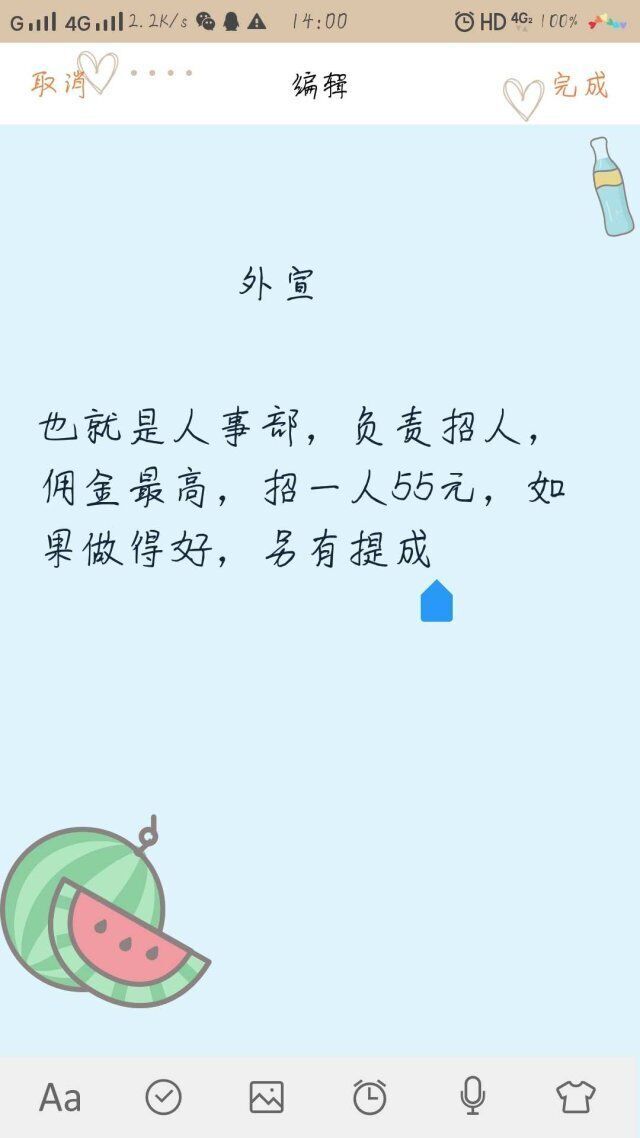 G 4G 2.2K/s 14:00 HD 4G2 100%
取消 编辑 完成
外宣
也就是人事部，负责招人，
佣金最高，招一人55元，如
果做得好，另有提成
Aa